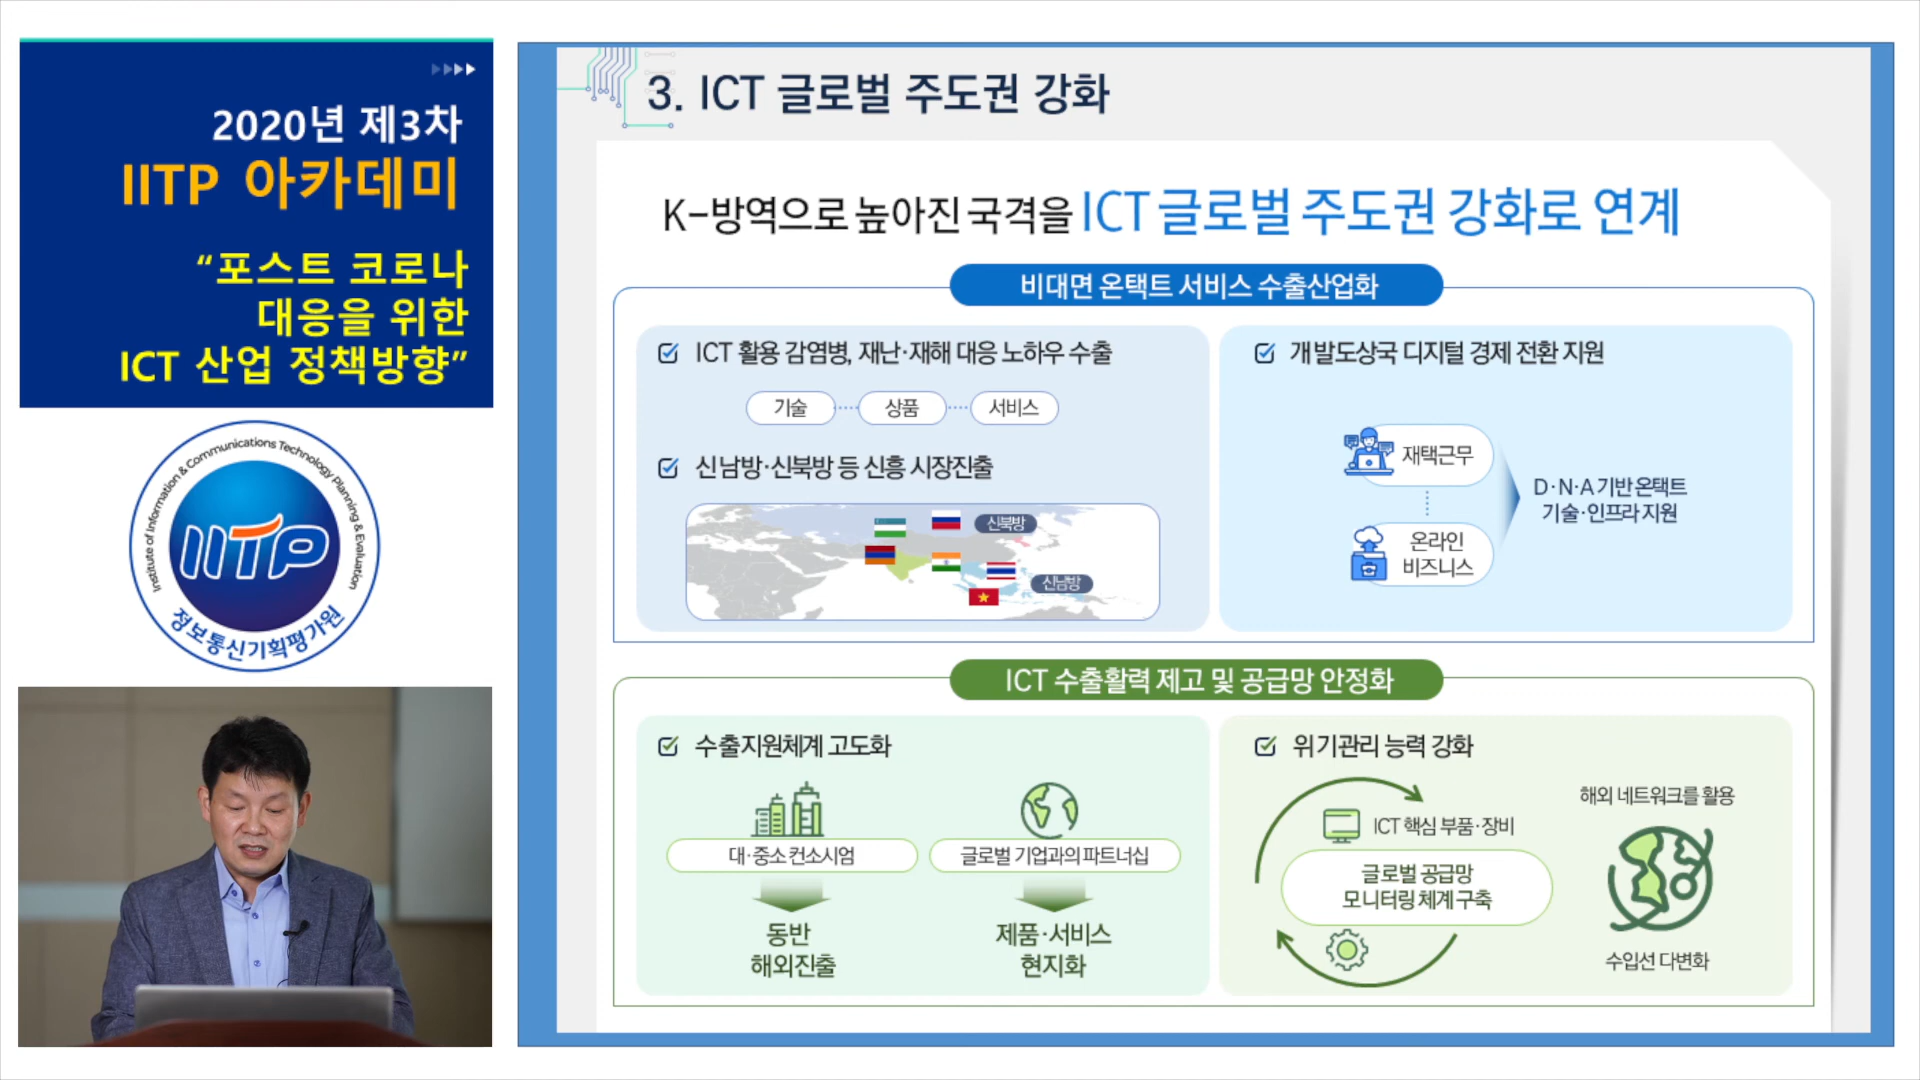 2020년 제3차
IITP 아카데미
“포스트 코로나
대응을 위한
ICT 산업 정책방향”
Institute of Information & Communications Technology Planning & Evaluation
IITP
정보통신기획평가원
3. ICT 글로벌 주도권 강화
K-방역으로 높아진 국격을 ICT 글로벌 주도권 강화로 연계
비대면 온택트 서비스 수출산업화
ICT 활용 감염병, 재난·재해 대응 노하우 수출
기술
상품
서비스
신남방·신북방 등 신흥 시장진출
신북방
신남방
개발도상국 디지털 경제 전환 지원
재택근무
온라인
비즈니스
D·N·A 기반 온택트
기술·인프라 지원
ICT 수출활력 제고 및 공급망 안정화
수출지원체계 고도화
대·중소 컨소시엄
동반
해외진출
글로벌 기업과의 파트너십
제품·서비스
현지화
위기관리 능력 강화
ICT 핵심 부품·장비
글로벌 공급망
모니터링 체계 구축
해외 네트워크를 활용
수입선 다변화